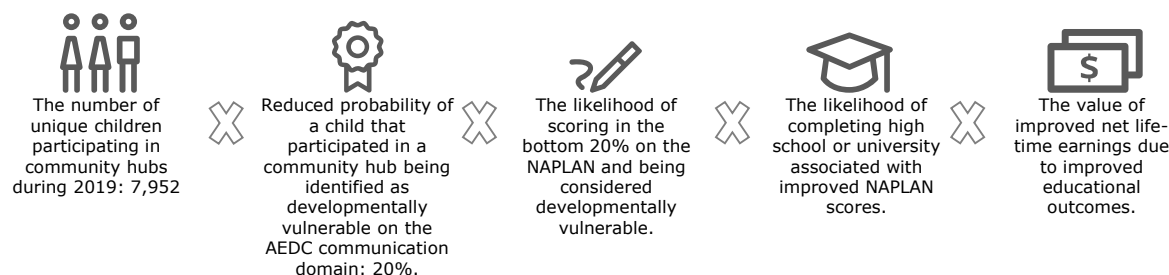 The number of
unique children
participating in
community hubs
during 2019: 7,952
Reduced probability of
a child that
participated in a
community hub being
identified as
developmentally
vulnerable on the
AEDC communication
domain: 20%.
The likelihood of
scoring in the
bottom 20% on the
NAPLAN and being
considered
developmentally
vulnerable.
The likelihood of
completing high
school or university
associated with
improved NAPLAN
scores.
$
The value of
improved net life-
time earnings due
to improved
educational
outcomes.